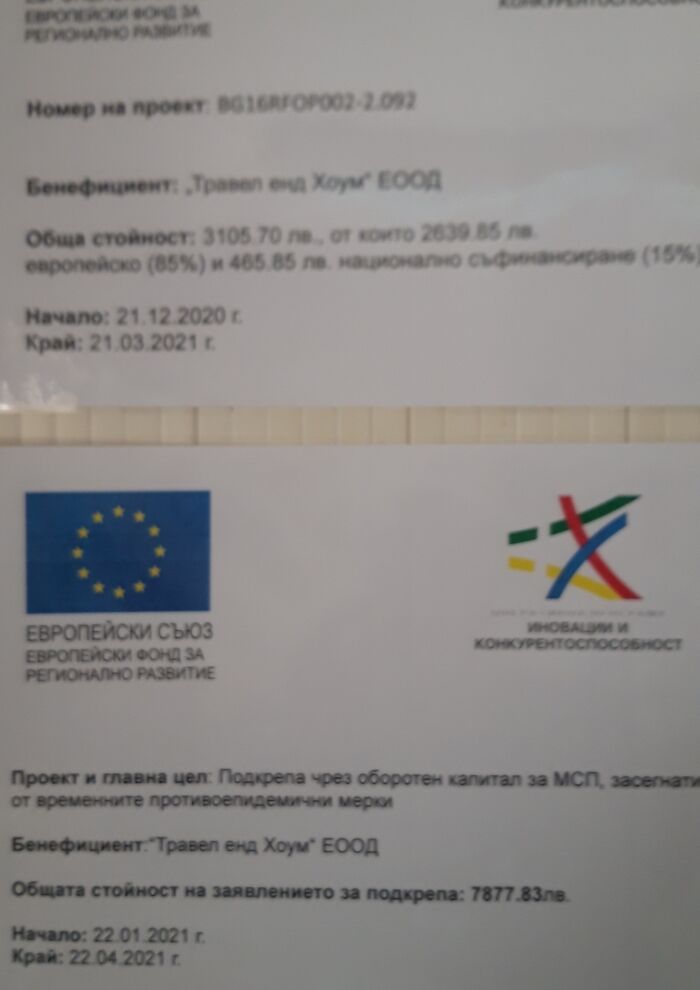 ЕВРОПЕЙСКИ ФОНД ЗА
РЕГИОНАЛНО РАЗВИТИЕ
КОНКУРЕНТОСПОСОБНОСТ
Номер на проект: BG16RFOP002-2.092
Бенефициент: „Травел енд Хоум" ЕООД
Обща стойност: 3105.70 лв., от които 2639.85 лв.
европейско (85%) и 465.85 лв. национално съфинансиране (15%)
Начало: 21.12.2020 г.
Край: 21.03.2021 г.
ЕВРОПЕЙСКИ СЪЮЗ
ЕВРОПЕЙСКИ ФОНД ЗА
РЕГИОНАЛНО РАЗВИТИЕ
ИНОВАЦИИ И
КОНКУРЕНТОСПОСОБНОСТ
Проект и главна цел: Подкрепа чрез оборотен капитал за МСП, засегнати
от временните противоепидемични мерки
Бенефициент:"Травел енд Хоум" ЕООД
Общата стойност на заявлението за подкрепа: 7877.83лв.
Начало: 22.01.2021 г.
Край: 22.04.2021 г.